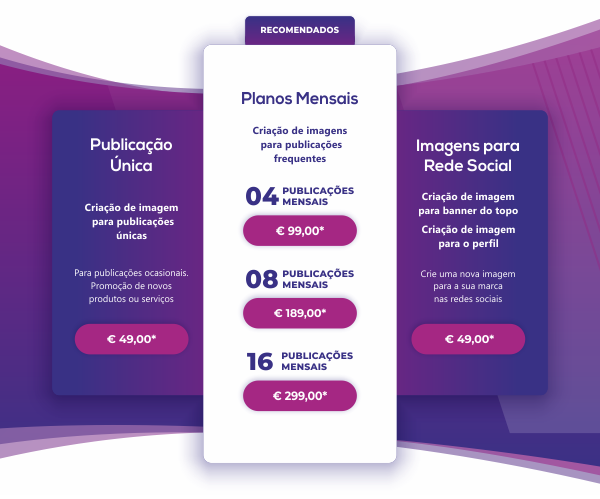 RECOMENDADOS
Publicação
Única
Criação de imagem
para publicações
únicas
Para publicações ocasionais.
Promoção de novos
produtos ou serviços
€ 49,00*
Planos Mensais
Criação de imagens
para publicações
frequentes
04 PUBLICAÇÕES
MENSAIS
€ 99,00*
08 PUBLICAÇÕES
MENSAIS
€ 189,00*
16 PUBLICAÇÕES
MENSAIS
€ 299,00*
Imagens para
Rede Social
Criação de imagem
para banner do topo
Criação de imagem
para o perfil
Crie uma nova imagem
para a sua marca
nas redes sociais
€ 49,00*